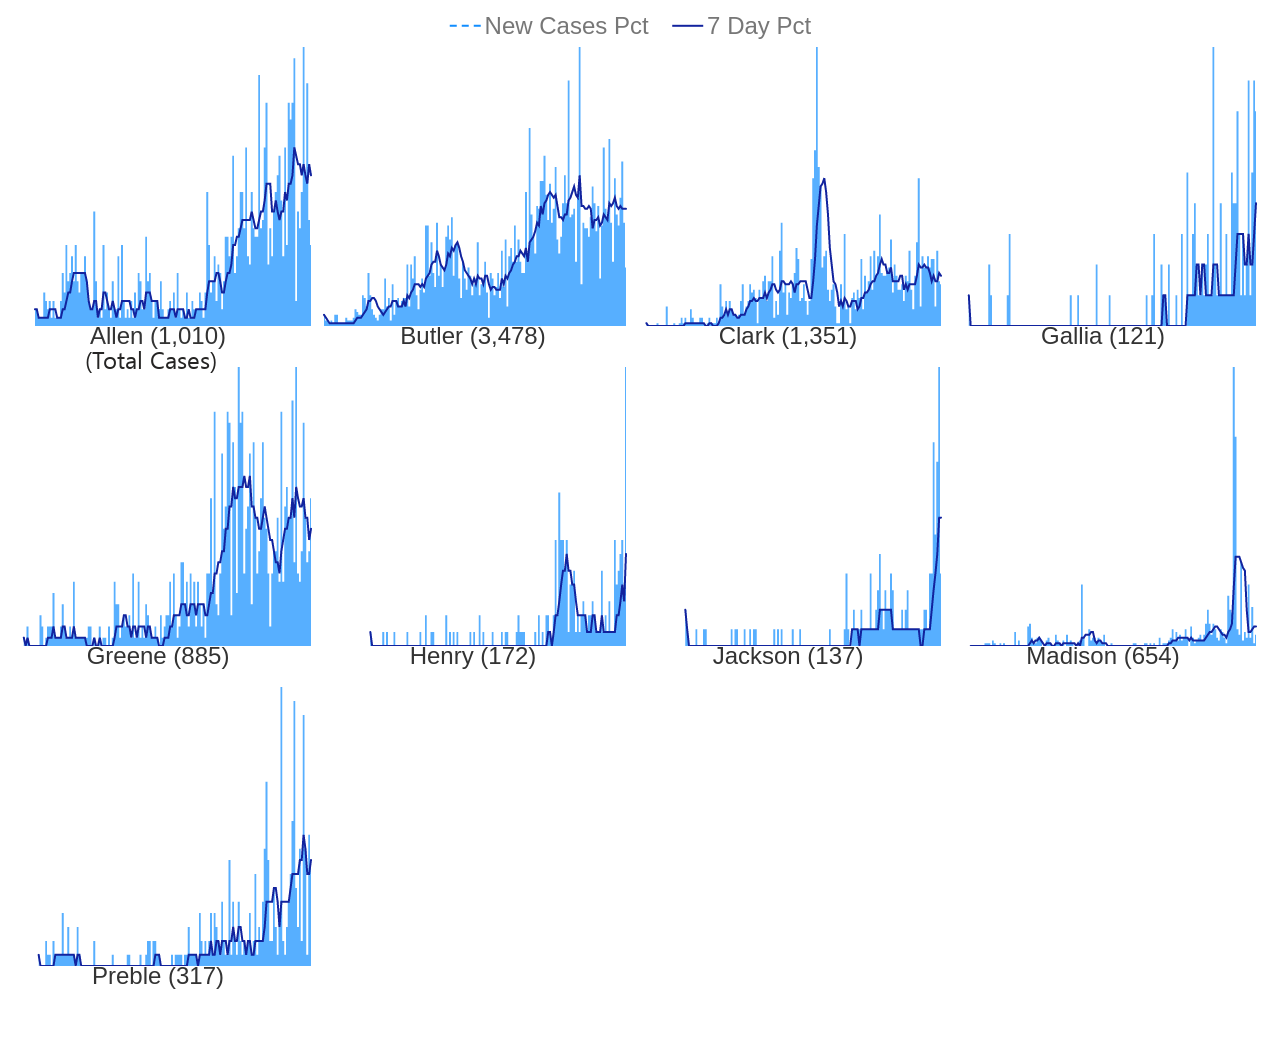 New Cases Pct 7 Day Pct
Allen (1,010) Butler (3,478) Clark (1,351) Gallia (121)
(Total Cases)
Greene (885) Henry (172) Jackson (137) Madison (654)
Preble (317)